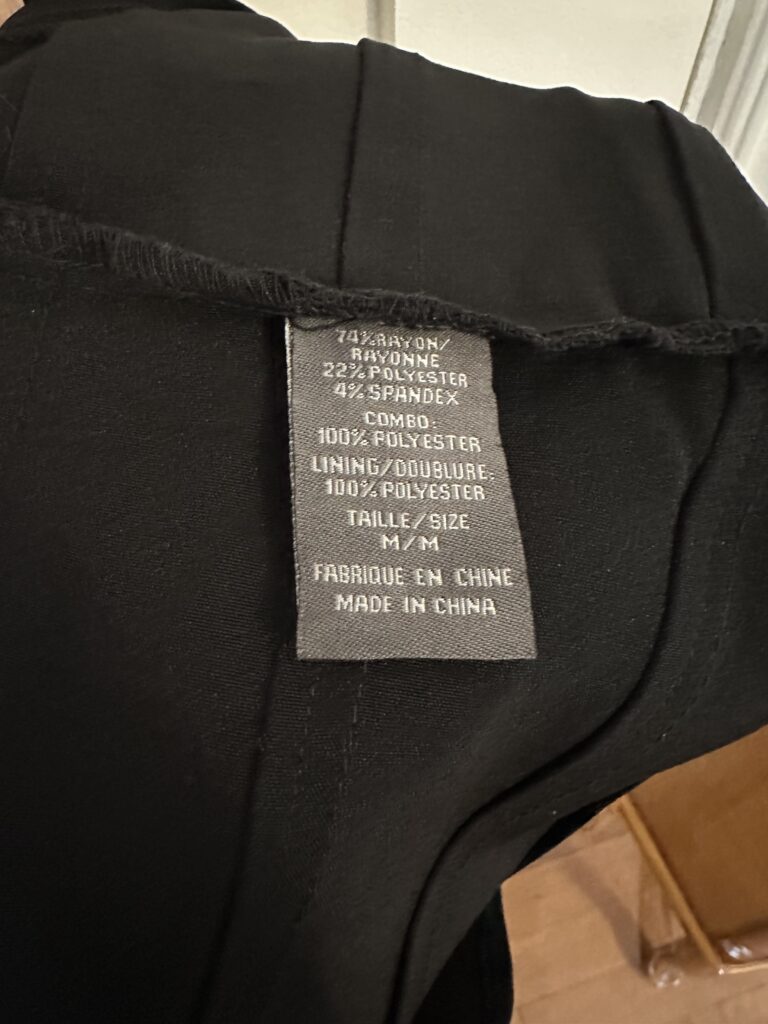 74%RAYON/
RAYONNE
22% POLYESTER
4% SPANDEX
COMBO:
100% POLYESTER
LINING/DOUBLURE:
100% POLYESTER
TAILLE/SIZE
M/M
FABRIQUE EN CHINE
MADE IN CHINA